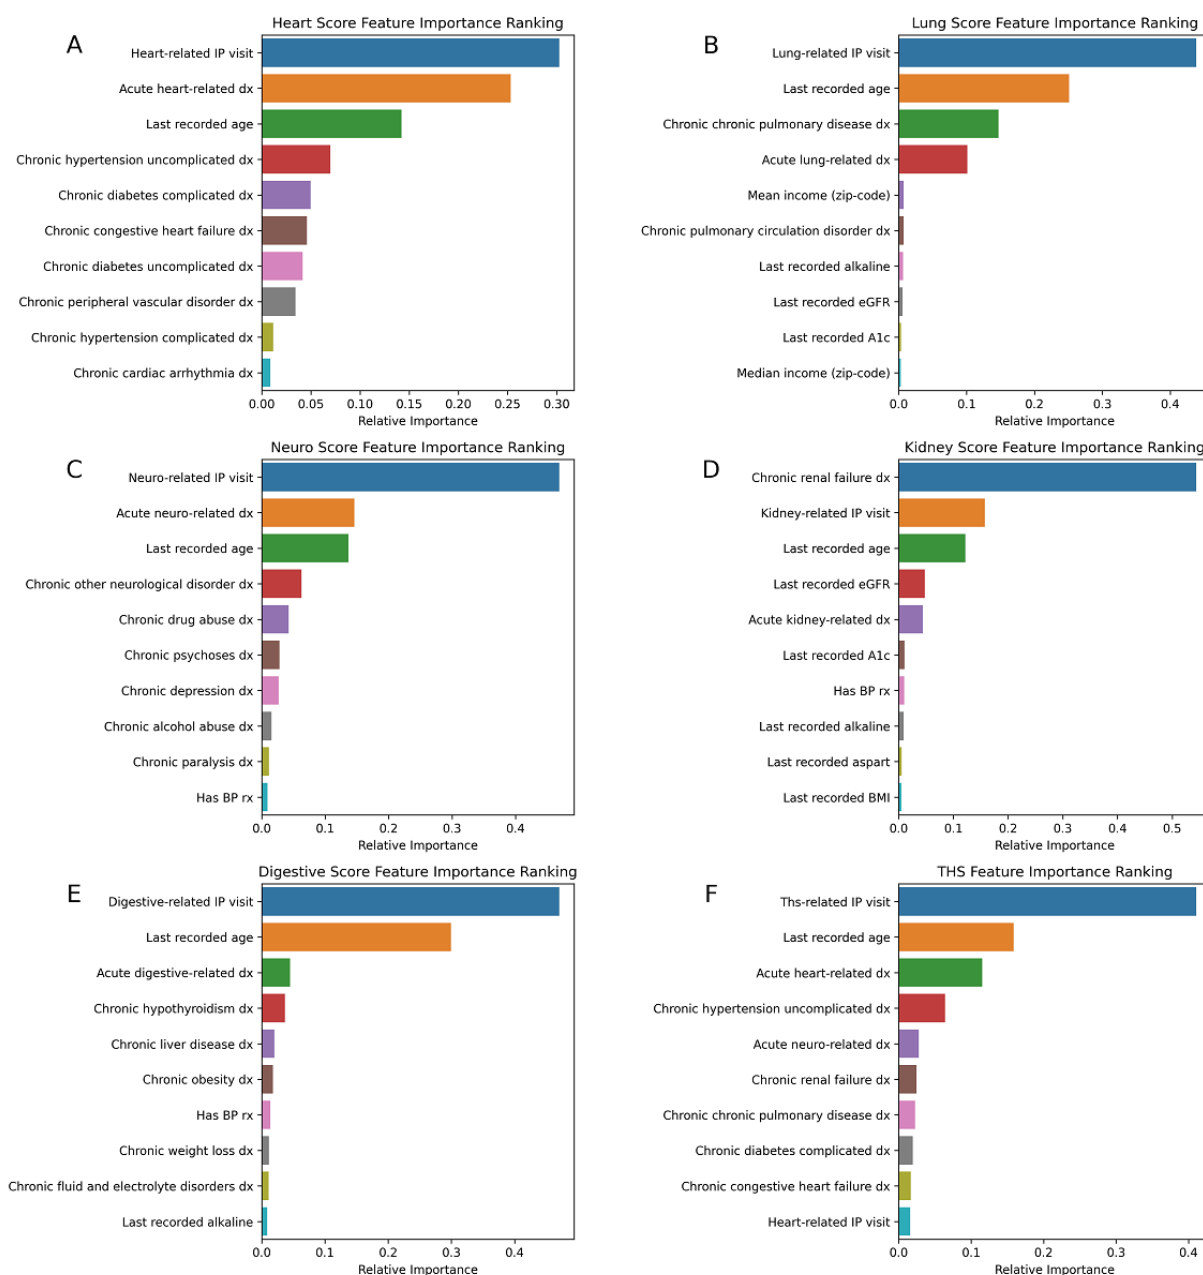 A
Heart Score Feature Importance Ranking
Heart-related IP visit
Acute heart-related dx
Last recorded age
Chronic hypertension uncomplicated dx
Chronic diabetes complicated dx
Chronic congestive heart failure dx
Chronic diabetes uncomplicated dx
Chronic peripheral vascular disorder dx
Chronic hypertension complicated dx
Chronic cardiac arrhythmia dx
0.00 0.05 0.10 0.15 0.20 0.25 0.30
Relative Importance
B
Lung Score Feature Importance Ranking
Lung-related IP visit
Last recorded age
Chronic chronic pulmonary disease dx
Acute lung-related dx
Mean income (zip-code)
Chronic pulmonary circulation disorder dx
Last recorded alkaline
Last recorded eGFR
Last recorded A1c
Median income (zip-code)
0.0 0.1 0.2 0.3 0.4
Relative Importance
C
Neuro Score Feature Importance Ranking
Neuro-related IP visit
Acute neuro-related dx
Last recorded age
Chronic other neurological disorder dx
Chronic drug abuse dx
Chronic psychoses dx
Chronic depression dx
Chronic alcohol abuse dx
Chronic paralysis dx
Has BP rx
0.0 0.1 0.2 0.3 0.4
Relative Importance
D
Kidney Score Feature Importance Ranking
Chronic renal failure dx
Kidney-related IP visit
Last recorded age
Last recorded eGFR
Acute kidney-related dx
Last recorded A1c
Has BP rx
Last recorded alkaline
Last recorded aspart
Last recorded BMI
0.0 0.1 0.2 0.3 0.4 0.5
Relative Importance
E
Digestive Score Feature Importance Ranking
Digestive-related IP visit
Last recorded age
Acute digestive-related dx
Chronic hypothyroidism dx
Chronic liver disease dx
Chronic obesity dx
Has BP rx
Chronic weight loss dx
Chronic fluid and electrolyte disorders dx
Last recorded alkaline
0.0 0.1 0.2 0.3 0.4
Relative Importance
F
THS Feature Importance Ranking
Ths-related IP visit
Last recorded age
Acute heart-related dx
Chronic hypertension uncomplicated dx
Acute neuro-related dx
Chronic renal failure dx
Chronic chronic pulmonary disease dx
Chronic diabetes complicated dx
Chronic congestive heart failure dx
Heart-related IP visit
0.0 0.1 0.2 0.3 0.4
Relative Importance